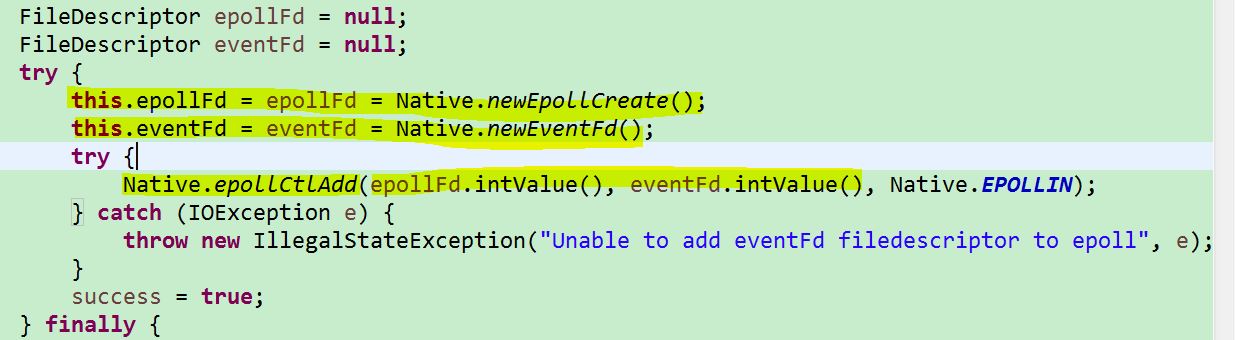 FileDescriptor epollFd = null;
FileDescriptor eventFd = null;
try {
    this.epollFd = epollFd = Native.newEpollCreate();
    this.eventFd = eventFd = Native.newEventFd();
    try {
        Native.epollCtlAdd(epollFd.intValue(), eventFd.intValue(), Native.EPOLLIN);
    } catch (IOException e) {
        throw new IllegalStateException("Unable to add eventFd filedescriptor to epoll", e);
    }
    success = true;
} finally {